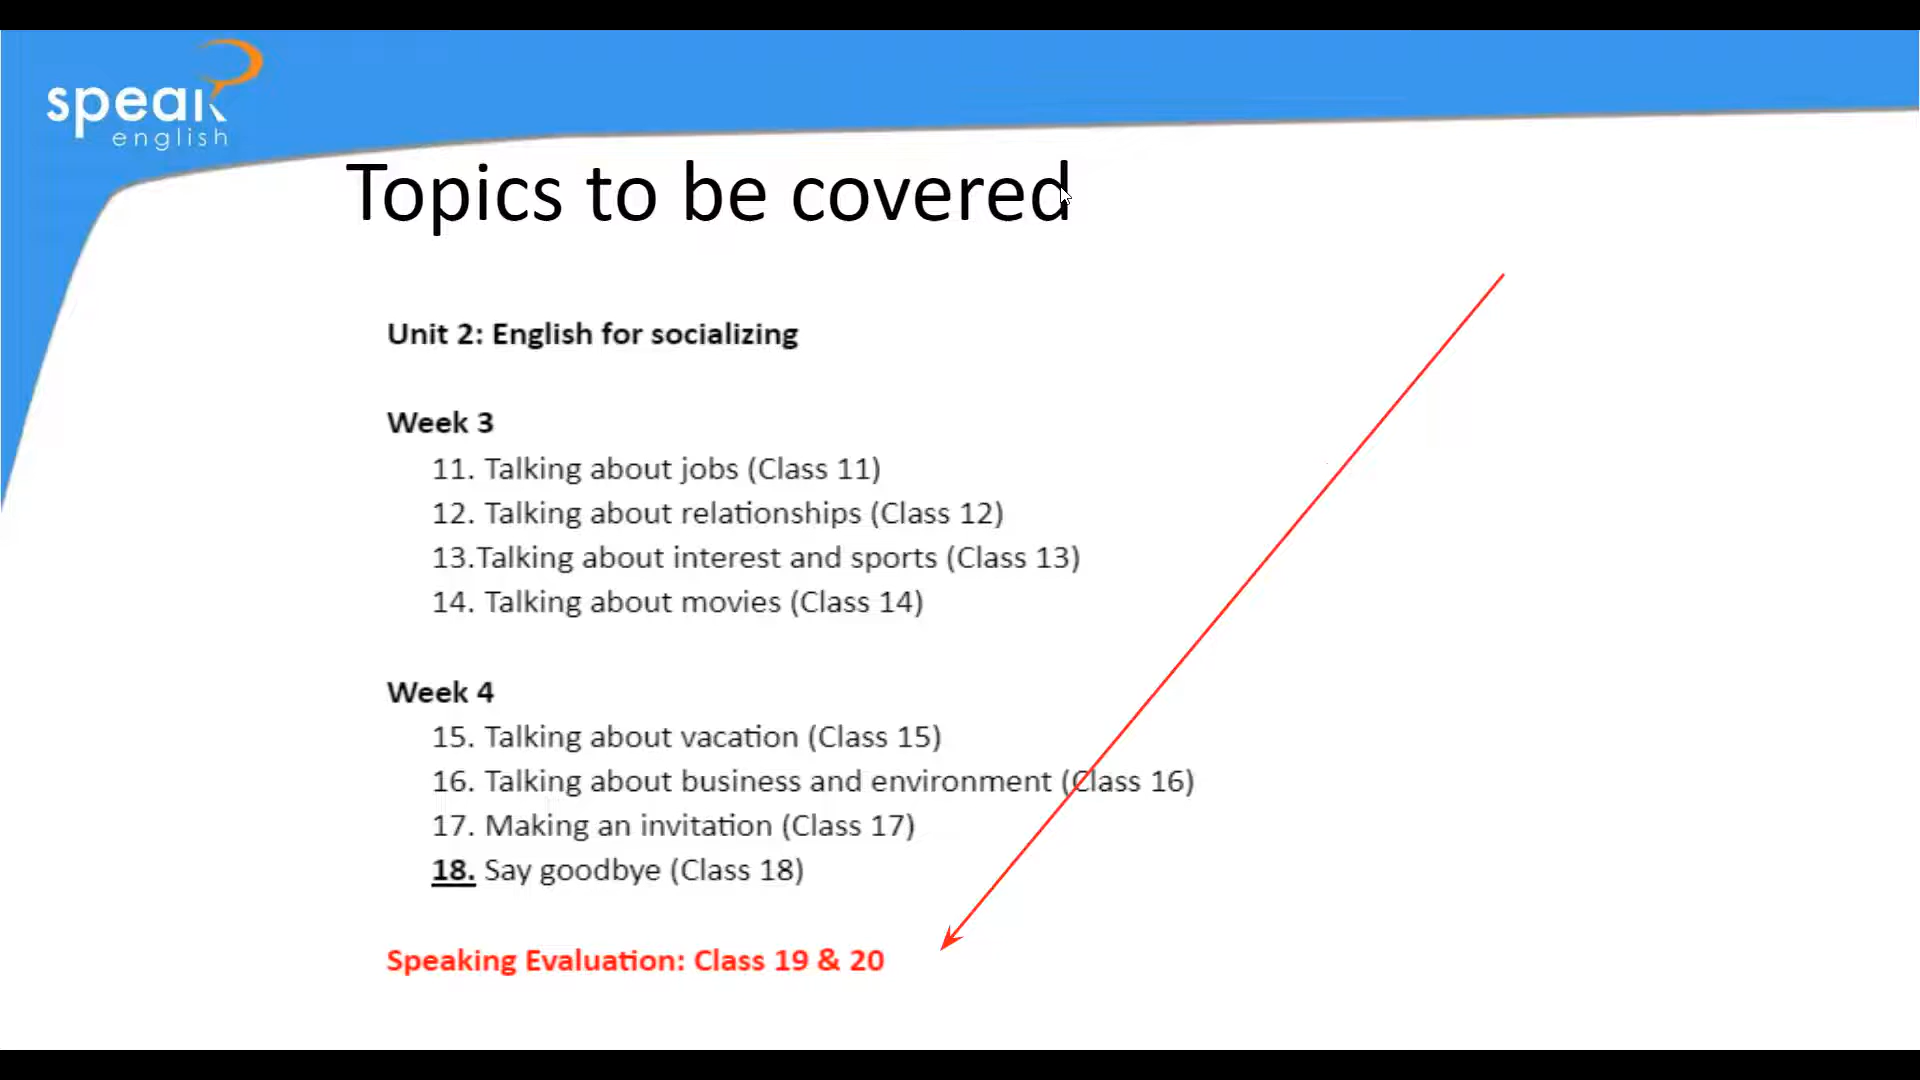 speak
english
Topics to be covered
Unit 2: English for socializing
Week 3
11. Talking about jobs (Class 11)
12. Talking about relationships (Class 12)
13.Talking about interest and sports (Class 13)
14. Talking about movies (Class 14)
Week 4
15. Talking about vacation (Class 15)
16. Talking about business and environment (Class 16)
17. Making an invitation (Class 17)
18. Say goodbye (Class 18)
Speaking Evaluation: Class 19 & 20